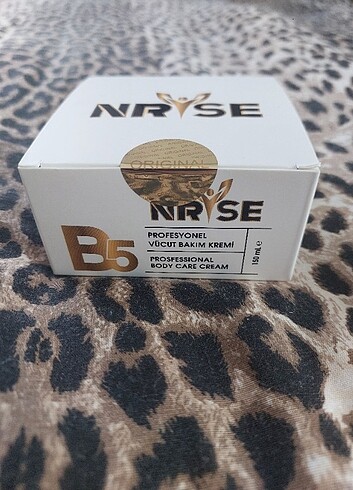 NRYSE
ORIGINAL
NRYSE
B5
PROFESYONEL
VÜCUT BAKIM KREMİ
PROSFESSIONAL
BODY CARE CREAM
150 mL e